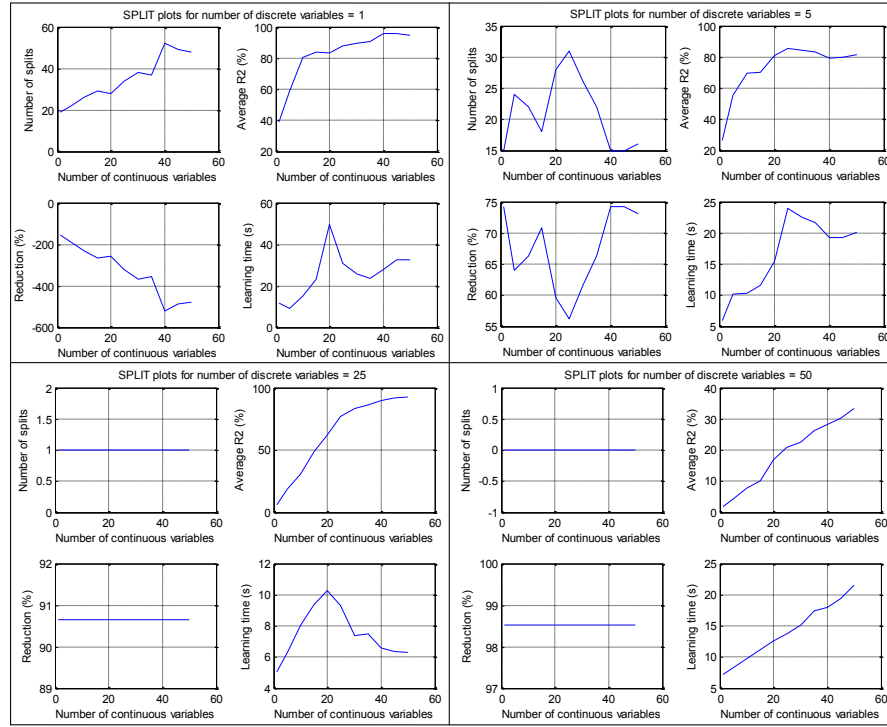 SPLIT plots for number of discrete variables = 1
Number of splits
60
40
20
0
0 20 40 60
Number of continuous variables
Average R2 (%)
100
80
60
40
20
0 20 40 60
Number of continuous variables
Reduction (%)
0
-200
-400
-600
0 20 40 60
Number of continuous variables
Learning time (s)
60
40
20
0
0 20 40 60
Number of continuous variables
SPLIT plots for number of discrete variables = 5
Number of splits
35
30
25
20
15
0 20 40 60
Number of continuous variables
Average R2 (%)
100
80
60
40
20
0 20 40 60
Number of continuous variables
Reduction (%)
75
70
65
60
55
0 20 40 60
Number of continuous variables
Learning time (s)
25
20
15
10
5
0 20 40 60
Number of continuous variables
SPLIT plots for number of discrete variables = 25
Number of splits
2
1.5
1
0.5
0
0 20 40 60
Number of continuous variables
Average R2 (%)
100
50
0
0 20 40 60
Number of continuous variables
Reduction (%)
92
91
90
89
0 20 40 60
Number of continuous variables
Learning time (s)
12
10
8
6
4
0 20 40 60
Number of continuous variables
SPLIT plots for number of discrete variables = 50
Number of splits
1
0.5
0
-0.5
-1
0 20 40 60
Number of continuous variables
Average R2 (%)
40
30
20
10
0
0 20 40 60
Number of continuous variables
Reduction (%)
100
99
98
97
0 20 40 60
Number of continuous variables
Learning time (s)
25
20
15
10
5
0 20 40 60
Number of continuous variables